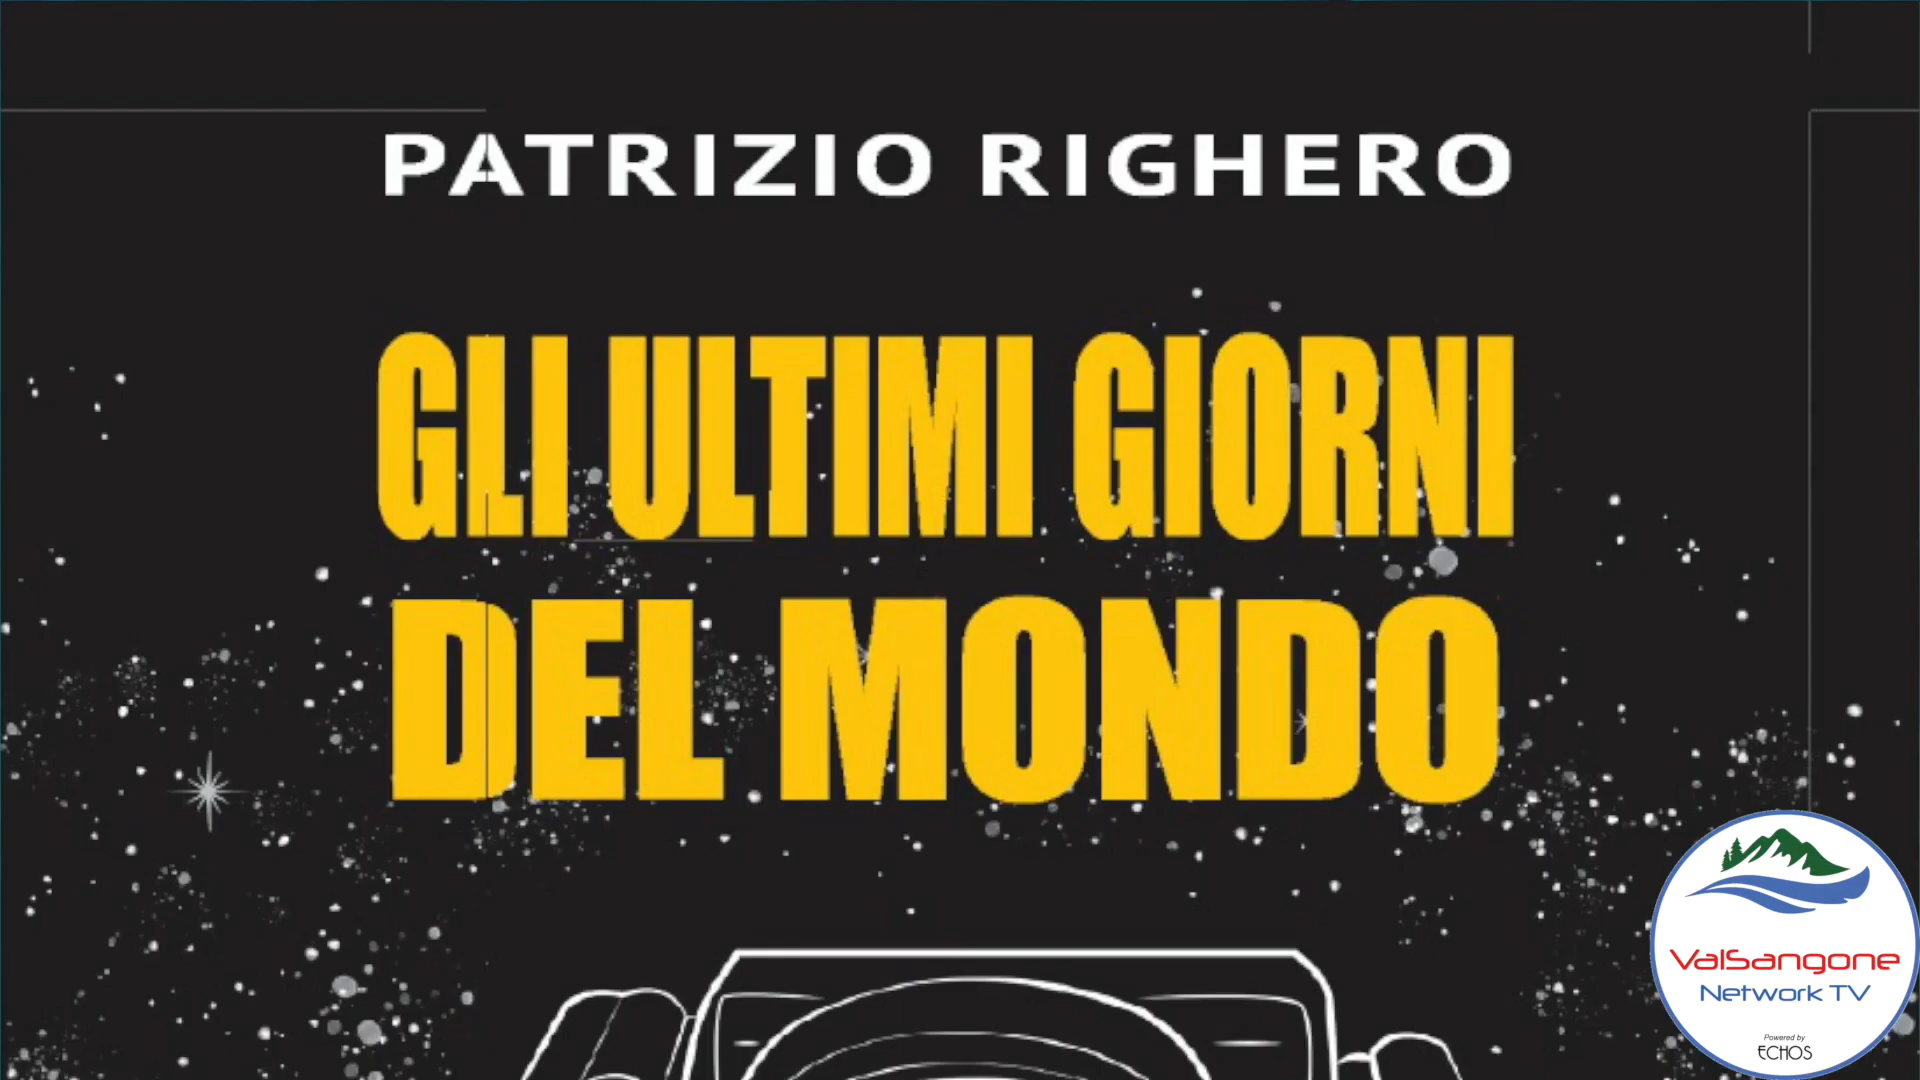 PATRIZIO RIGHERO
GLI ULTIMI GIORNI
DEL MONDO
ValSangone
Network TV
Powered by
ECHOS